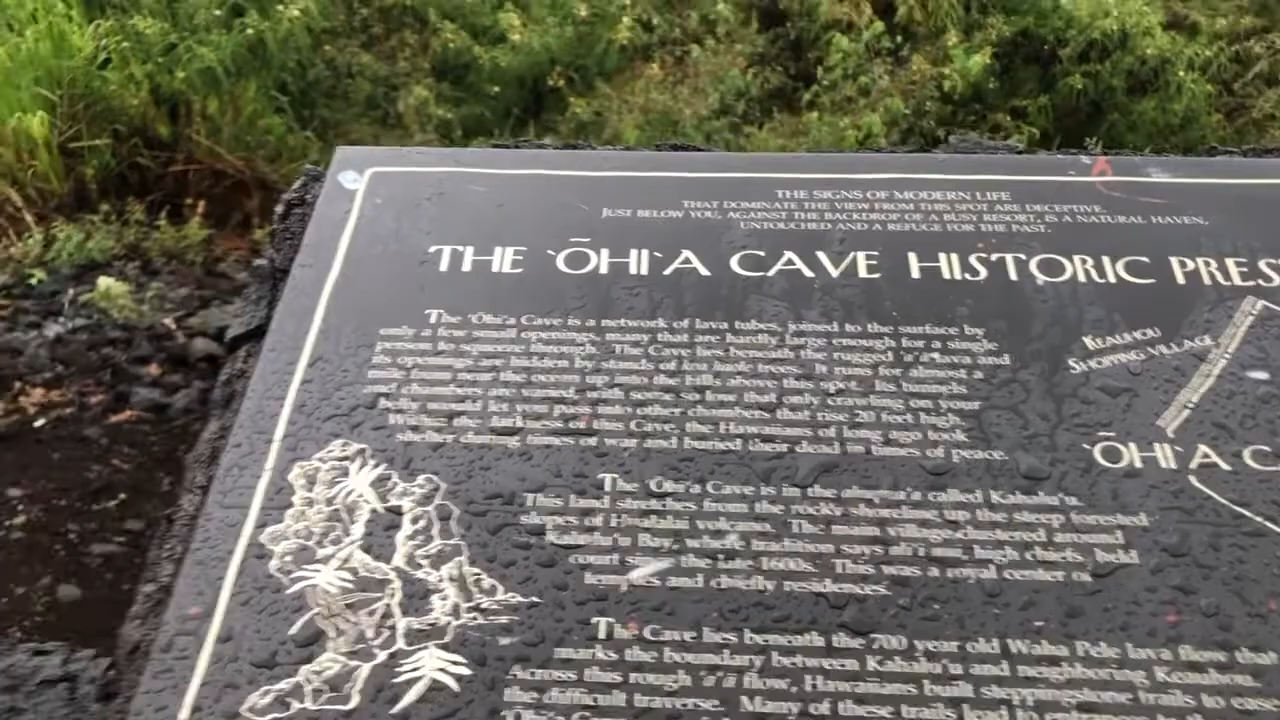 THE SIGNS OF MODERN LIFE
THAT DOMINATE THE VIEW FROM THIS SPOT ARE DECEPTIVE.
JUST BELOW YOU, AGAINST THE BACKDROP OF A BUSY RESORT, IS A NATURAL HAVEN,
UNTOUCHED AND A REFUGE FOR THE PAST.
THE ʻŌHIʻA CAVE HISTORIC PRES
The ʻŌhiʻa Cave is a network of lava tubes, joined to the surface by
only a few small openings, many that are hardly large enough for a single
person to squeeze through. The Cave lies beneath the rugged ʻaʻā lava and
its openings are hidden by stands of koa haole trees. It runs for almost a
mile from near the ocean up into the hills above this spot. Its tunnels
and chambers are varied, with some so low that only crawling on your
belly would let you pass into other chambers that rise 20 feet high.
Within the darkness of this Cave, the Hawaiians of long ago took
shelter during times of war and buried their dead in times of peace.
KEAUHOU
SHOPPING VILLAGE
ʻŌHIʻA C
The ʻŌhiʻa Cave is in the ahupuaʻa called Kahaluʻu.
This land stretches from the rocky shoreline up the steep forested
slopes of Hualālai volcano. The main village clustered around
Kahaluʻu Bay, where tradition says aliʻi nui, high chiefs, held
court since the late 1600s. This was a royal center of
temples and chiefly residences.
The Cave lies beneath the 700 year old Waha Pele lava flow that
marks the boundary between Kahaluʻu and neighboring Keauhou.
Across this rough ʻaʻā flow, Hawaiians built steppingstone trails to ease
the difficult traverse. Many of these trails lead to
ʻŌhiʻa Cave